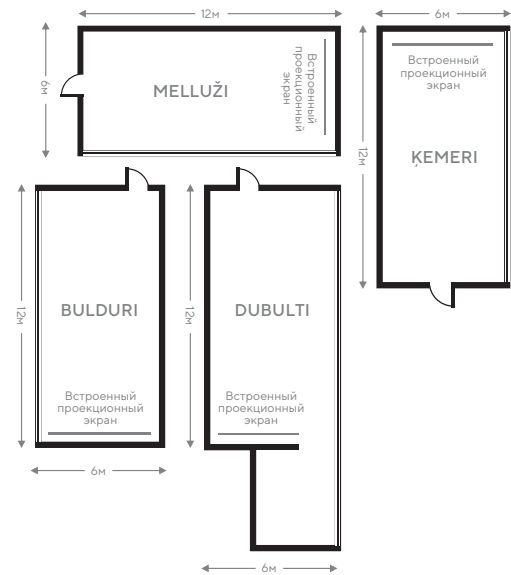 12м
6м
MELLUŽI
Встроенный
проекционный
экран
6м
Встроенный
проекционный
экран
12м
ĶEMERI
12м
BULDURI
Встроенный
проекционный
экран
6м
12м
DUBULTI
Встроенный
проекционный
экран
6м